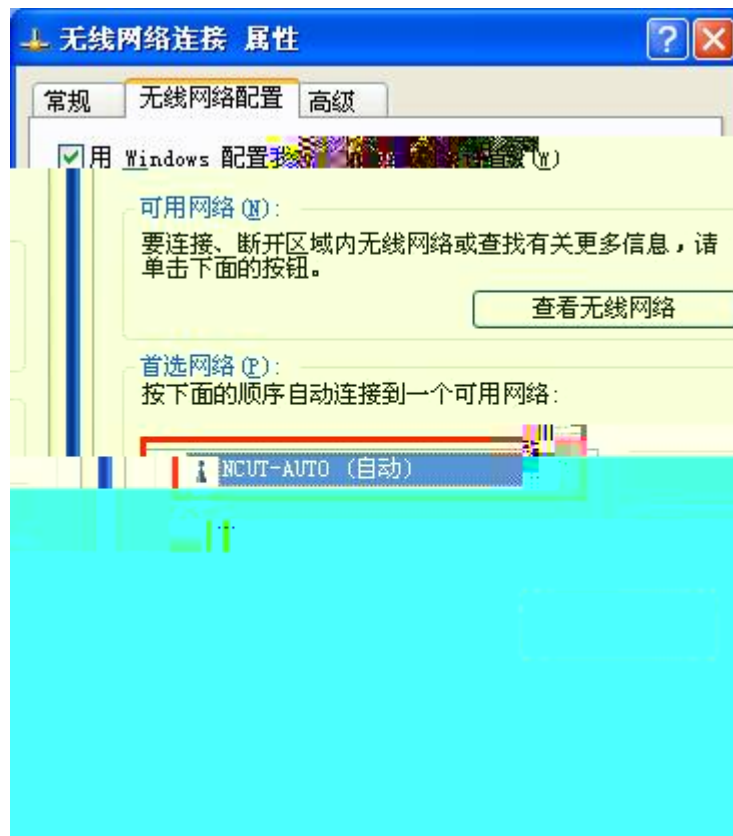 无线网络连接 属性
常规 无线网络配置 高级
用 Windows 配置我 (W)
可用网络(N):
要连接、断开区域内无线网络或查找有关更多信息，请
单击下面的按钮。
查看无线网络
首选网络(P):
按下面的顺序自动连接到一个可用网络:
NCUT-AUTO (自动)